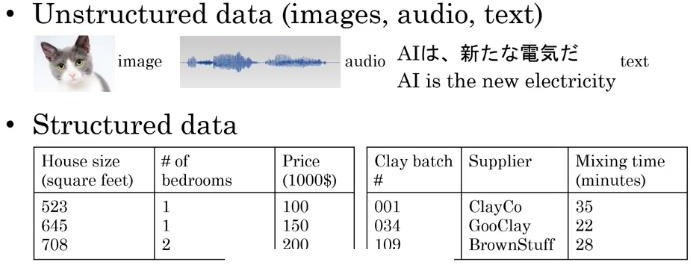 • Unstructured data (images, audio, text)
image audio AIは、新たな電気だ text
AI is the new electricity
• Structured data
House size # of Price Clay batch Supplier Mixing time
(square feet) bedrooms (1000$) # (minutes)
523 1 100 001 ClayCo 35
645 1 150 034 GooClay 22
708 2 200 109 BrownStuff 28